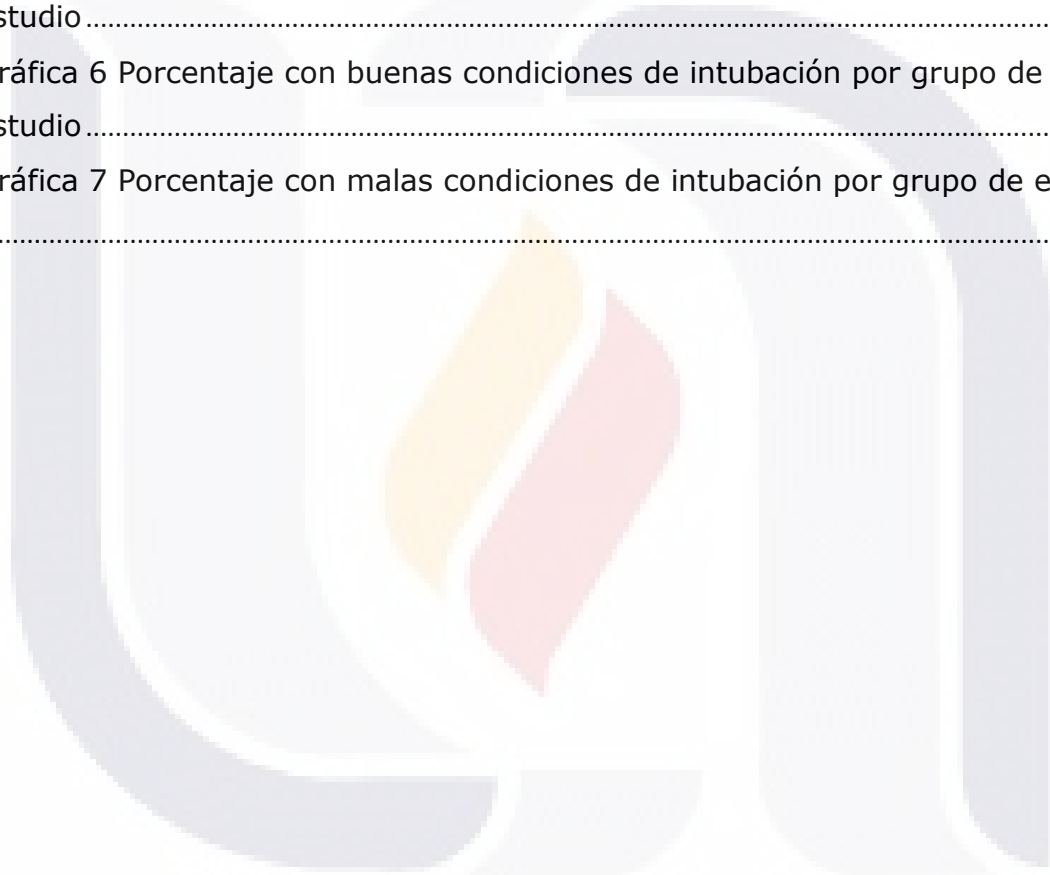 studio....................................................................................................................
ráfica 6 Porcentaje con buenas condiciones de intubación por grupo de
studio....................................................................................................................
ráfica 7 Porcentaje con malas condiciones de intubación por grupo de e
....................................................................................................................